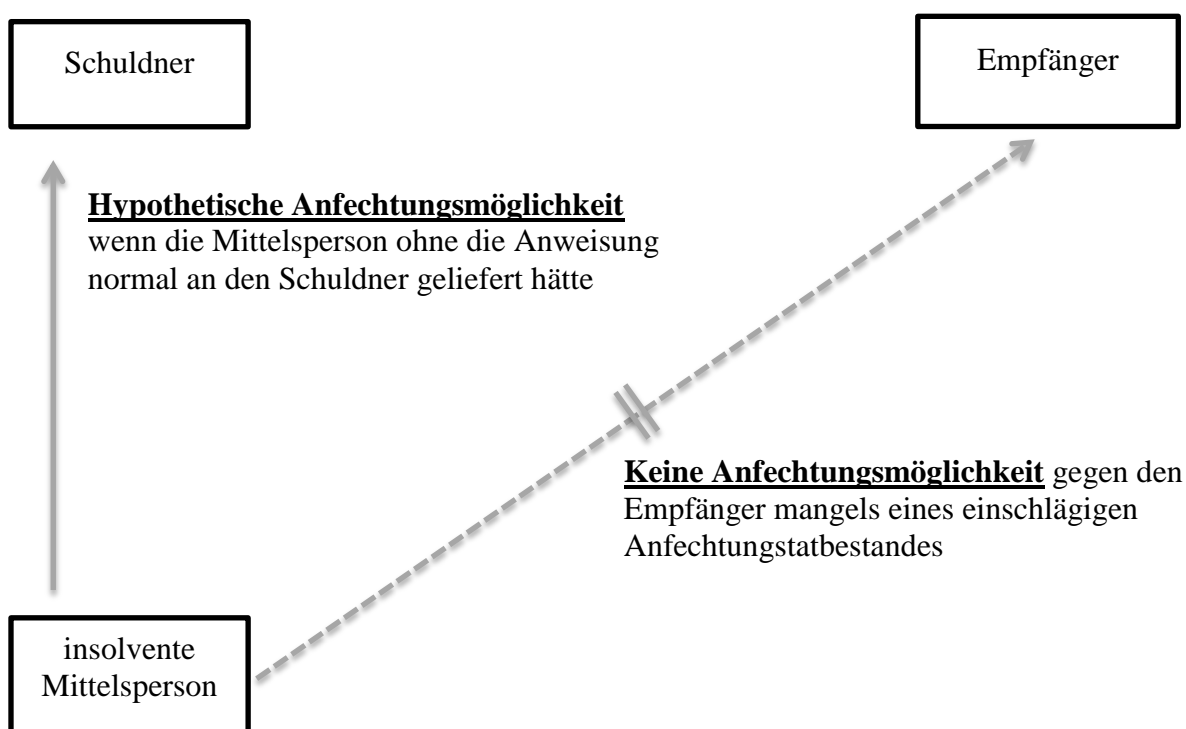 Schuldner
Empfänger
Hypothetische Anfechtungsmöglichkeit
wenn die Mittelsperson ohne die Anweisung
normal an den Schuldner geliefert hätte
Keine Anfechtungsmöglichkeit gegen den
Empfänger mangels eines einschlägigen
Anfechtungstatbestandes
insolvente
Mittelsperson